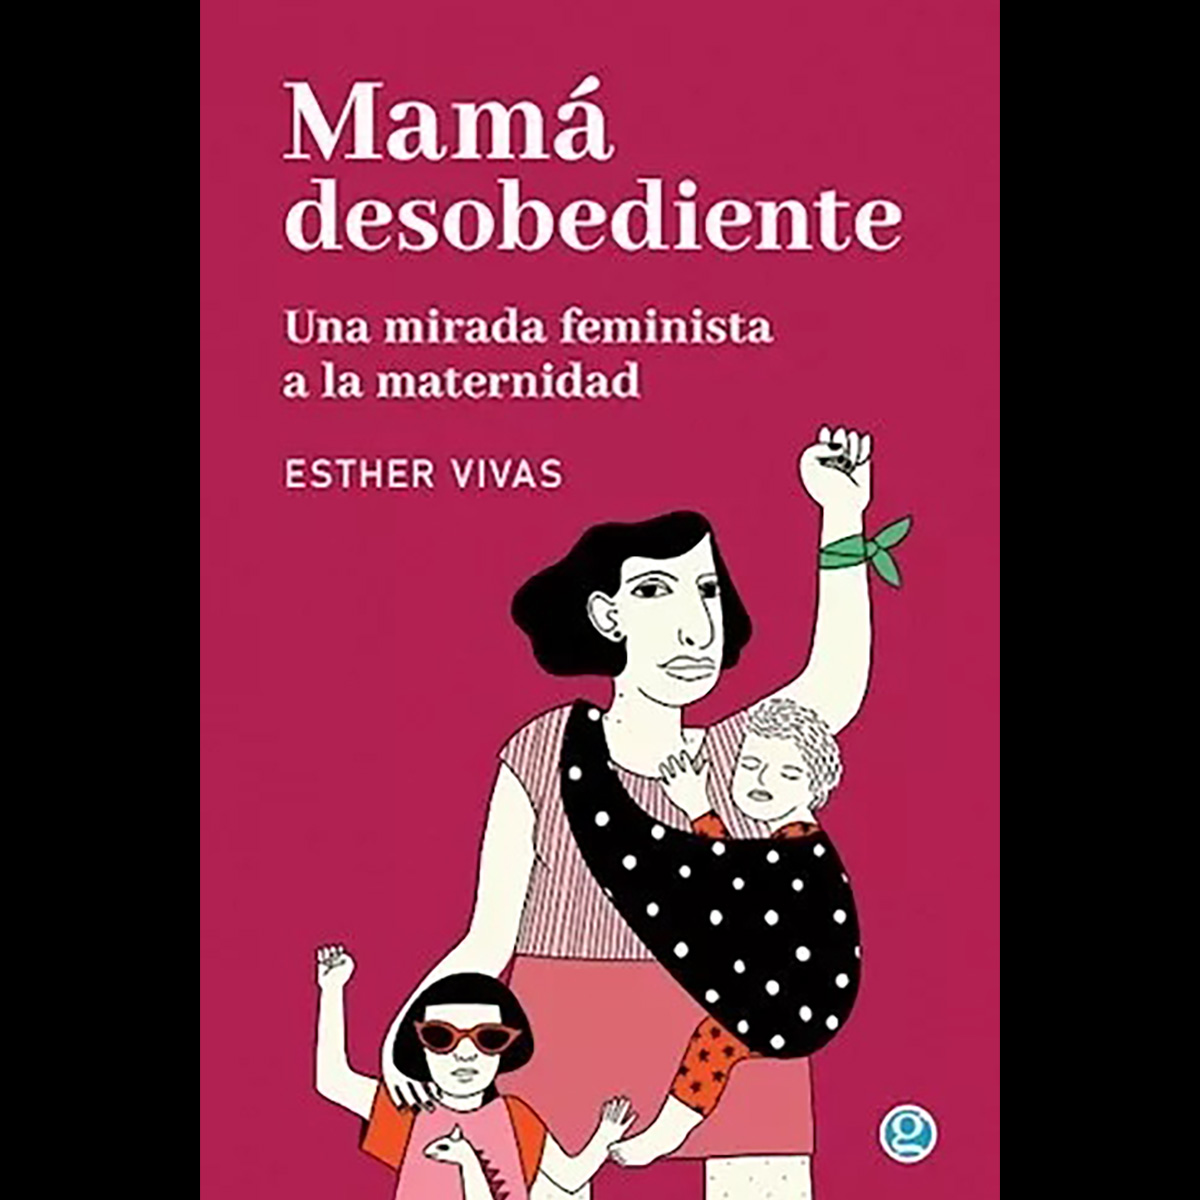 Mamá
desobediente
Una mirada feminista
a la maternidad
ESTHER VIVAS
g